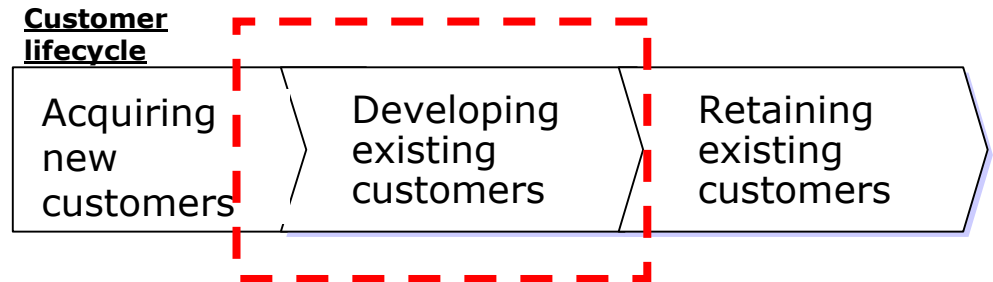 Customer
lifecycle
Acquiring
new
customers
Developing
existing
customers
Retaining
existing
customers